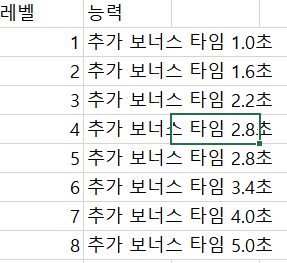 레벨 능력
1 추가 보너스 타임 1.0초
2 추가 보너스 타임 1.6초
3 추가 보너스 타임 2.2초
4 추가 보너스 타임 2.8초
5 추가 보너스 타임 2.8초
6 추가 보너스 타임 3.4초
7 추가 보너스 타임 4.0초
8 추가 보너스 타임 5.0초